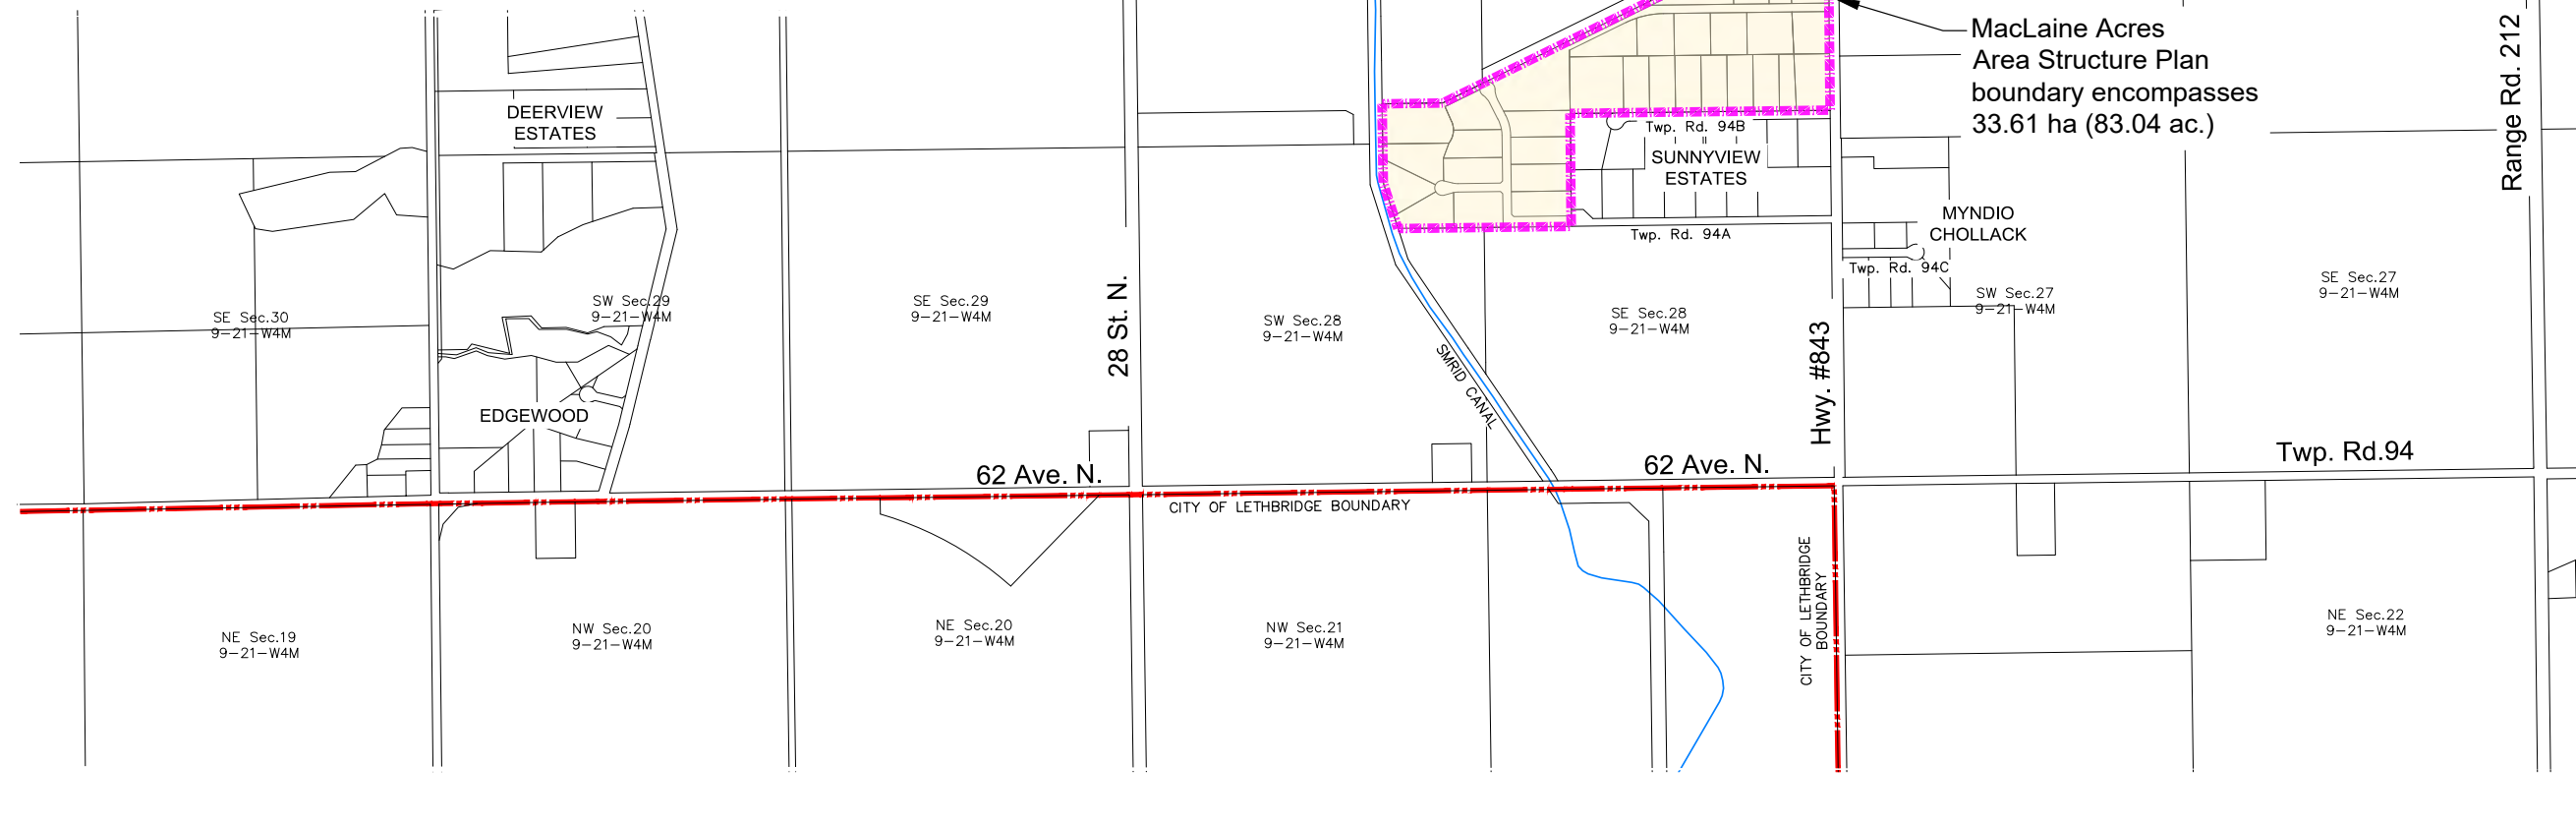 MacLaine Acres
Area Structure Plan
boundary encompasses
33.61 ha (83.04 ac.)
Range Rd. 212
DEERVIEW
ESTATES
Twp. Rd. 94B
SUNNYVIEW
ESTATES
Twp. Rd. 94A
MYNDIO
CHOLLACK
Twp. Rd. 94C
SE Sec.30
9-21-W4M
SW Sec.29
9-21-W4M
SE Sec.29
9-21-W4M
28 St. N.
SW Sec.28
9-21-W4M
SE Sec.28
9-21-W4M
SW Sec.27
9-21-W4M
SE Sec.27
9-21-W4M
SMRID CANAL
Hwy. #843
EDGEWOOD
62 Ave. N.
62 Ave. N.
Twp. Rd.94
CITY OF LETHBRIDGE BOUNDARY
CITY OF LETHBRIDGE
BOUNDARY
NE Sec.19
9-21-W4M
NW Sec.20
9-21-W4M
NE Sec.20
9-21-W4M
NW Sec.21
9-21-W4M
NE Sec.22
9-21-W4M